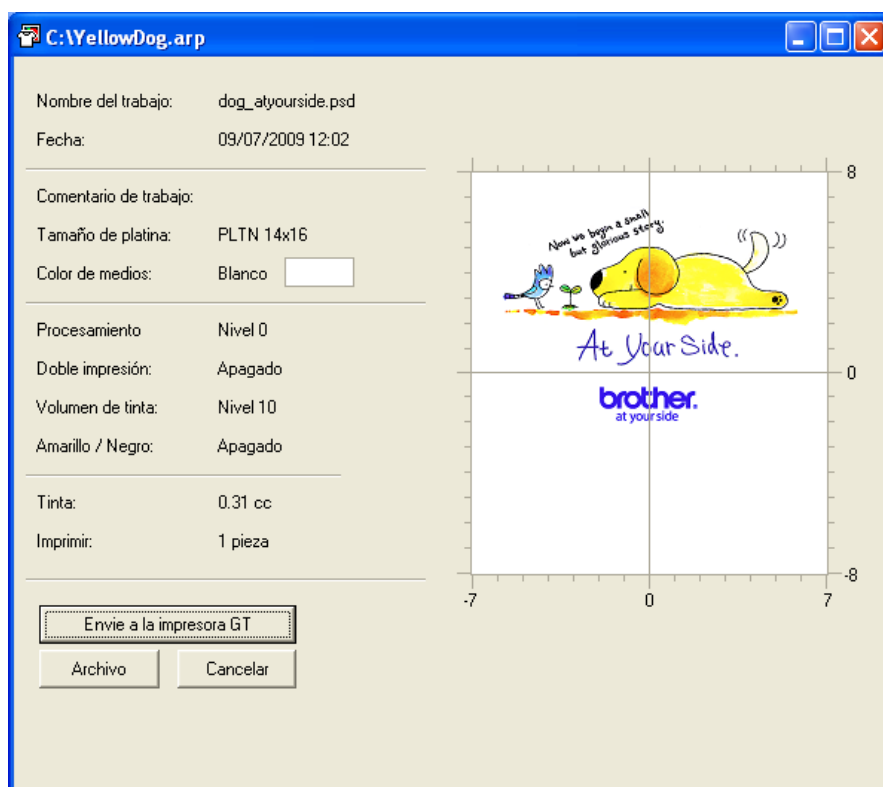 C:\YellowDog.arp
Nombre del trabajo: dog_atyourside.psd
Fecha: 09/07/2009 12:02
Comentario de trabajo:
Tamaño de platina: PLTN 14x16
Color de medios: Blanco
Procesamiento Nivel 0
Doble impresión: Apagado
Volumen de tinta: Nivel 10
Amarillo / Negro: Apagado
Tinta: 0.31 cc
Imprimir: 1 pieza
Envie a la impresora GT
Archivo Cancelar
8
Now we begin a small
but glorious story.
At Your Side.
0
brother.
at your side
-8
-7 0 7